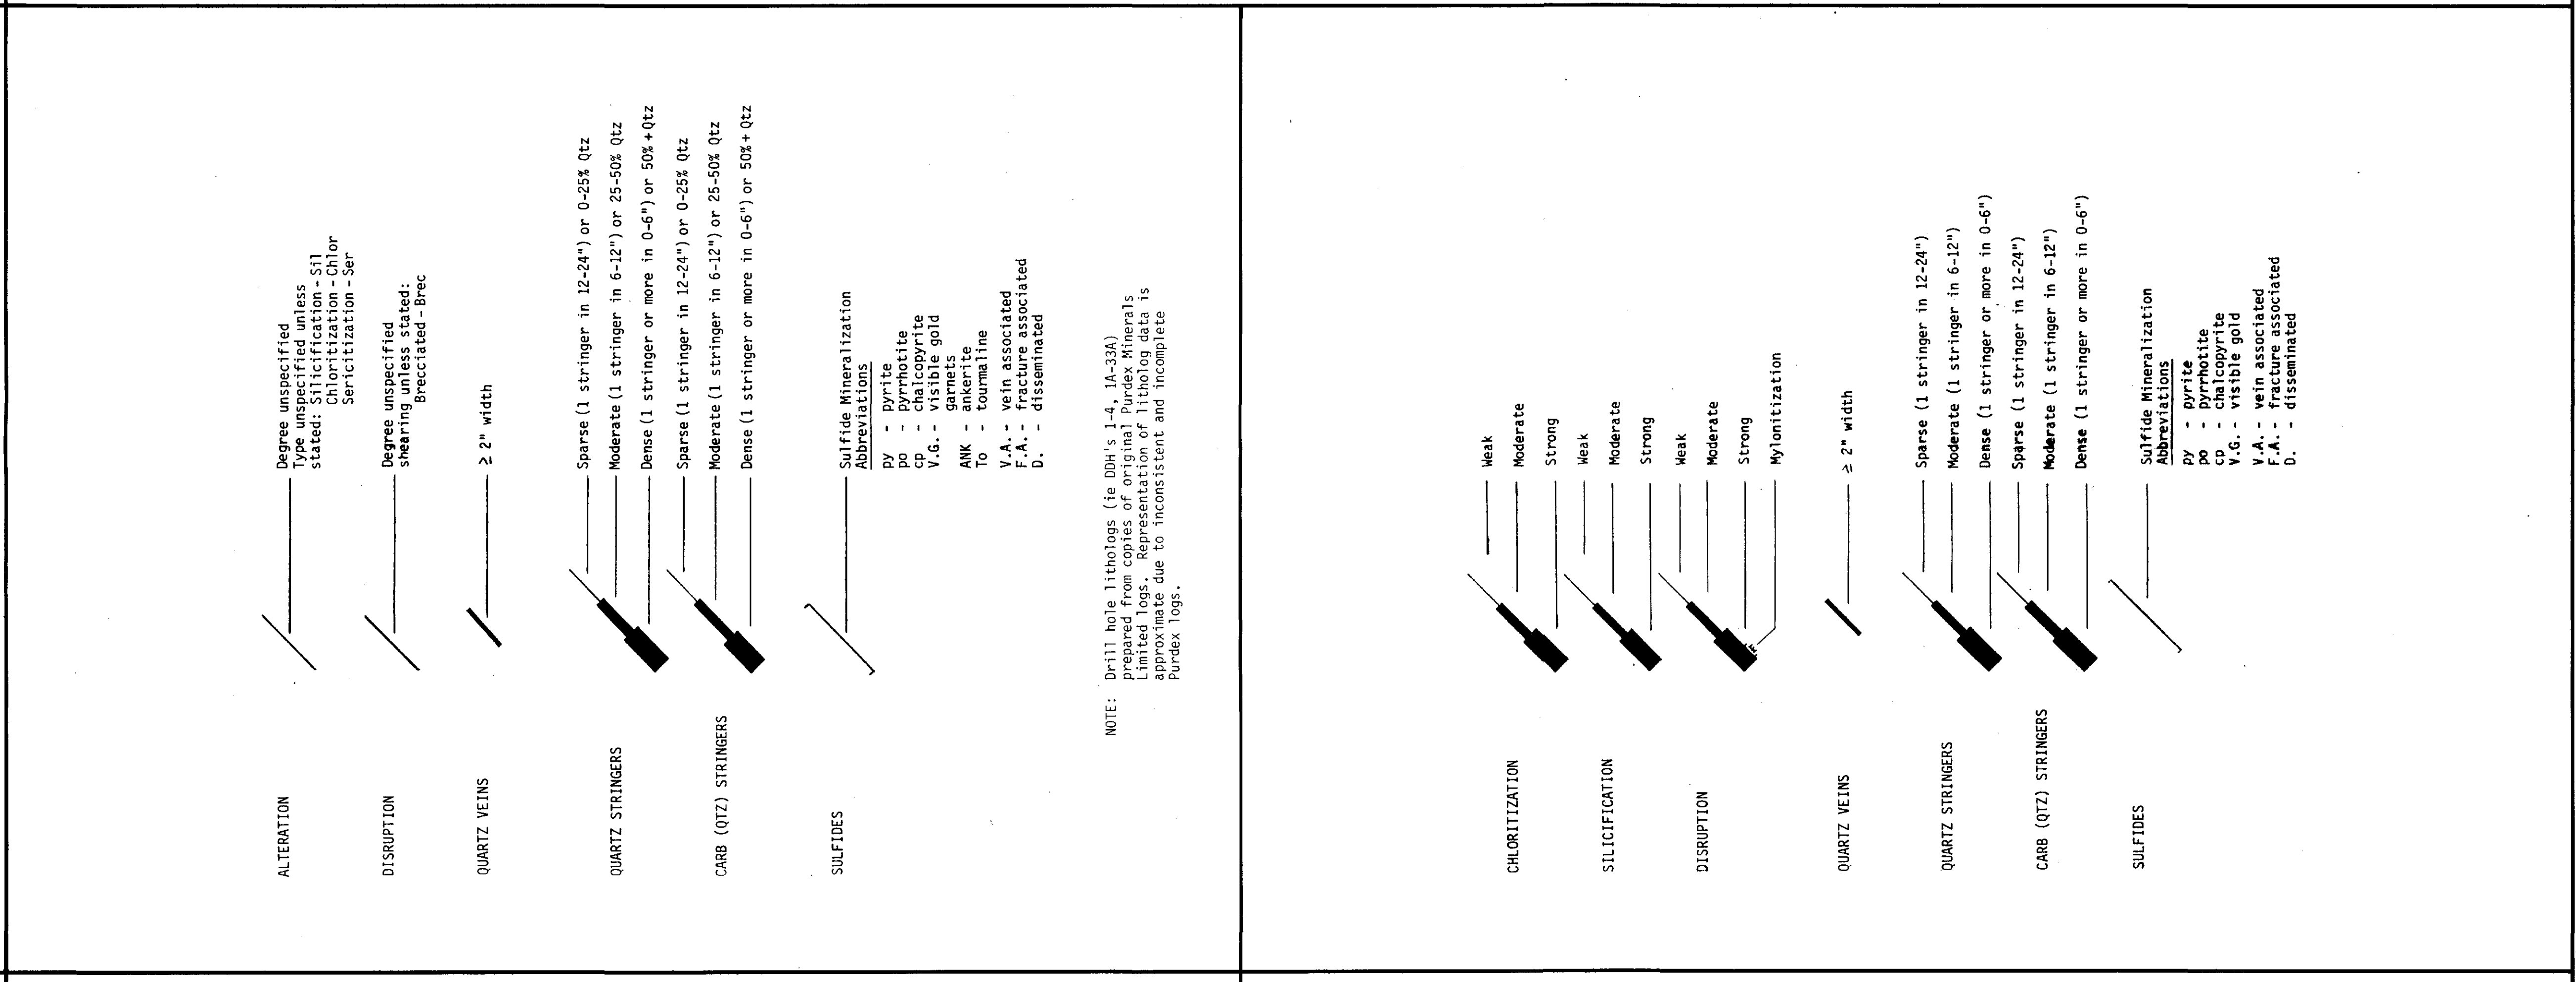 ALTERATION
Degree unspecified
Type unspecified unless
stated: Silicification - Sil
Chloritization - Chlor
Sericitization - Ser
DISRUPTION
Degree unspecified
shearing unless stated:
Brecciated - Brec
QUARTZ VEINS
≥ 2" width
QUARTZ STRINGERS
Sparse (1 stringer in 12-24") or 0-25% Qtz
Moderate (1 stringer in 6-12") or 25-50% Qtz
Dense (1 stringer or more in 0-6") or 50% + Qtz
CARB (QTZ) STRINGERS
Sparse (1 stringer in 12-24") or 0-25% Qtz
Moderate (1 stringer in 6-12") or 25-50% Qtz
Dense (1 stringer or more in 0-6") or 50% + Qtz
SULFIDES
Sulfide Mineralization
Abbreviations
py - pyrite
po - pyrrhotite
cp - chalcopyrite
V.G. - visible gold
garnets
ANK - ankerite
To - tourmaline
V.A. - vein associated
F.A. - fracture associated
D. - disseminated
NOTE: Drill hole lithologs (ie DDH's 1-4, 1A-33A)
prepared from copies of original Purdex Minerals
Limited logs. Representation of litholog data is
approximate due to inconsistent and incomplete
Purdex logs.
CHLORITIZATION
Weak
Moderate
Strong
SILICIFICATION
Weak
Moderate
Strong
DISRUPTION
Weak
Moderate
Strong
Mylonitization
QUARTZ VEINS
≥ 2" width
QUARTZ STRINGERS
Sparse (1 stringer in 12-24")
Moderate (1 stringer in 6-12")
Dense (1 stringer or more in 0-6")
CARB (QTZ) STRINGERS
Sparse (1 stringer in 12-24")
Moderate (1 stringer in 6-12")
Dense (1 stringer or more in 0-6")
SULFIDES
Sulfide Mineralization
Abbreviations
py - pyrite
po - pyrrhotite
cp - chalcopyrite
V.G. - visible gold
V.A. - vein associated
F.A. - fracture associated
D. - disseminated